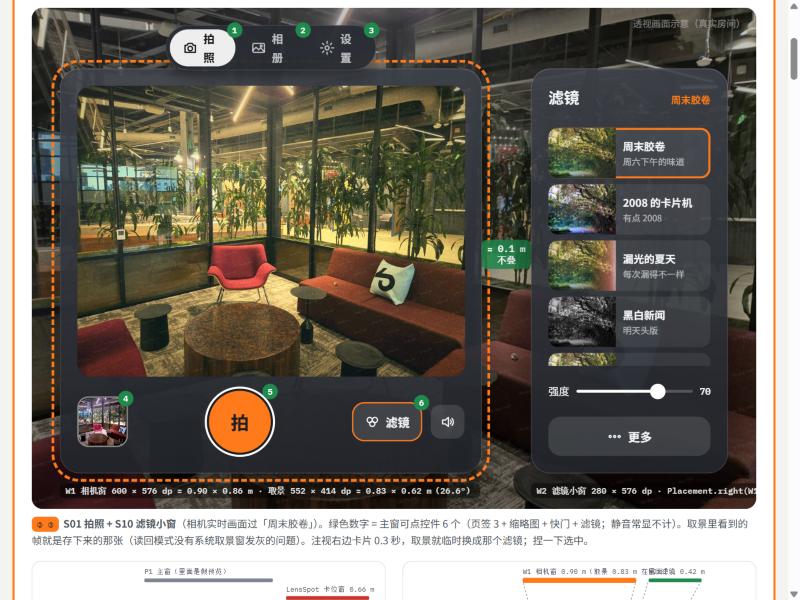 透视画面示意（真实房间）
拍照
1
相册
2
设置
3
滤镜
周末胶卷
周末胶卷
周六下午的味道
2008 的卡片机
有点 2008
漏光的夏天
每次漏得不一样
黑白新闻
明天头版
= 0.1 m
不叠
强度
70
4
拍
5
滤镜
6
••• 更多
W1 相机窗 600 × 576 dp = 0.90 × 0.86 m · 取景 552 × 414 dp = 0.83 × 0.62 m (26.6°)
W2 滤镜小窗 280 × 576 dp · Placement.right(W1
S01 拍照 + S10 滤镜小窗（相机实时画面过「周末胶卷」）。绿色数字 = 主窗可点控件 6 个（页签 3 + 缩略图 + 快门 + 滤镜；静音常显不计）。取景里看到的
帧就是存下来的那张（读回模式没有系统取景窗发灰的问题）。注视右边卡片 0.3 秒，取景就临时换成那个滤镜；捏一下选中。
P1 主窗（里面是
LensSpot 卡位窗 0.66 m
W1 相机窗 0.90 m（取景 0.83 m
0.42 m